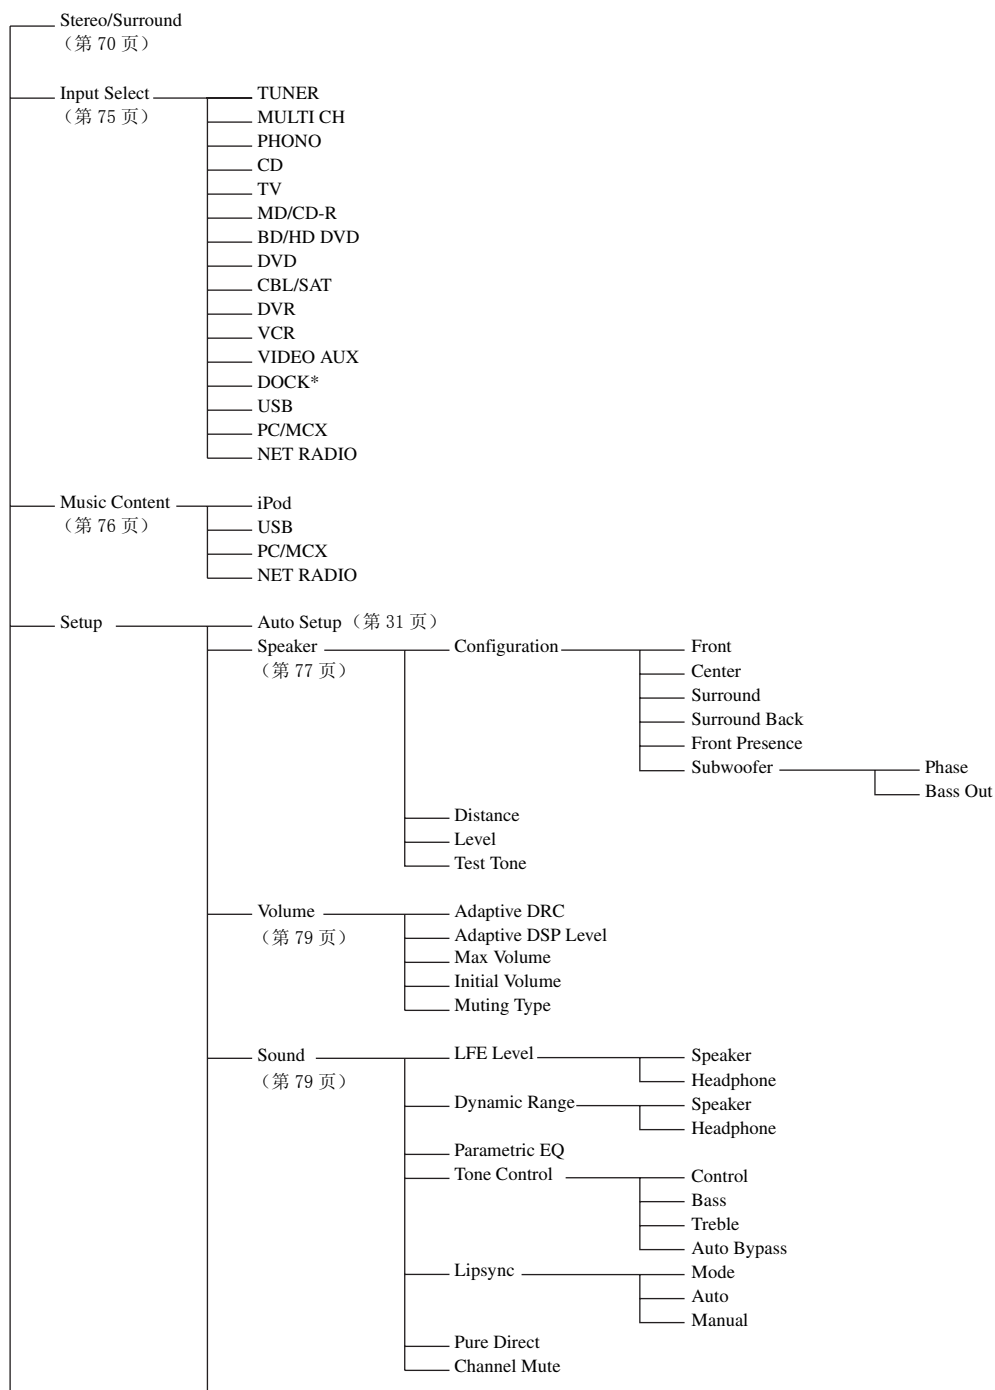 Stereo/Surround
（第 70 页）
Input Select
（第 75 页）
TUNER
MULTI CH
PHONO
CD
TV
MD/CD-R
BD/HD DVD
DVD
CBL/SAT
DVR
VCR
VIDEO AUX
DOCK*
USB
PC/MCX
NET RADIO
Music Content
（第 76 页）
iPod
USB
PC/MCX
NET RADIO
Setup
Auto Setup（第 31 页）
Speaker
（第 77 页）
Configuration
Front
Center
Surround
Surround Back
Front Presence
Subwoofer
Phase
Bass Out
Distance
Level
Test Tone
Volume
（第 79 页）
Adaptive DRC
Adaptive DSP Level
Max Volume
Initial Volume
Muting Type
Sound
（第 79 页）
LFE Level
Speaker
Headphone
Dynamic Range
Speaker
Headphone
Parametric EQ
Tone Control
Control
Bass
Treble
Auto Bypass
Lipsync
Mode
Auto
Manual
Pure Direct
Channel Mute